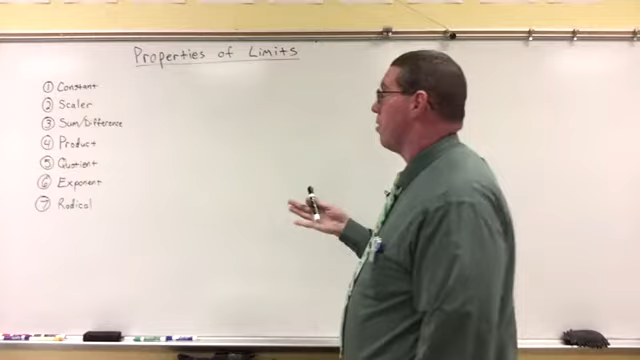 Properties of Limits
① Constant
② Scaler
③ Sum/Difference
④ Product
⑤ Quotient
⑥ Exponent
⑦ Radical